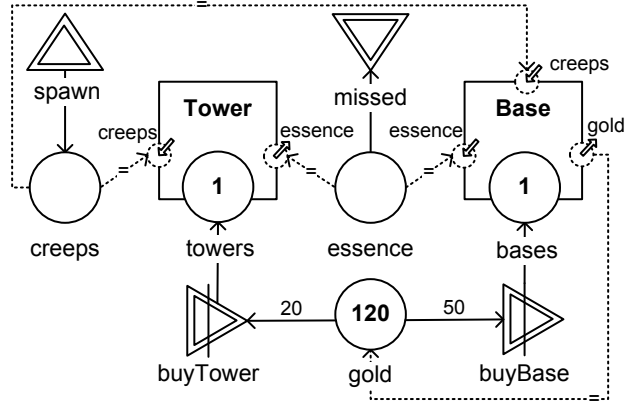 =
spawn
Tower
missed
Base
creeps
gold
creeps
essence
essence
=
=
=
1
1
creeps
towers
essence
bases
20
120
50
buyTower
gold
buyBase
=